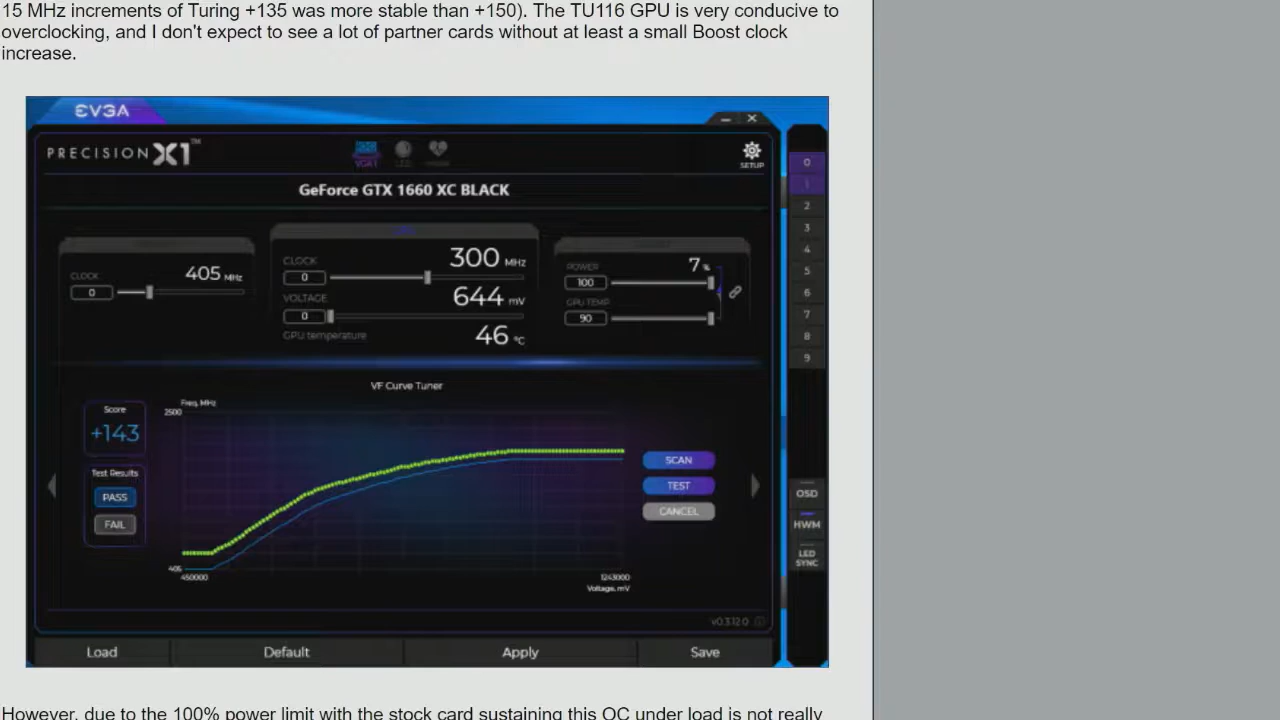 15 MHz increments of Turing +135 was more stable than +150). The TU116 GPU is very conducive to
overclocking, and I don't expect to see a lot of partner cards without at least a small Boost clock
increase.
EVGA
PRECISION X1™
VGA1
LED
SETUP
GeForce GTX 1660 XC BLACK
CLOCK
405 MHz
0
CLOCK
300 MHz
0
VOLTAGE
644 mV
0
GPU temperature
46 °C
POWER
7 %
100
GPU TEMP
90
0
1
2
3
4
5
6
7
8
9
VF Curve Tuner
Score
+143
Test Results
PASS
FAIL
Freq, MHz
2500
405
450000
1243000
Voltage, mV
SCAN
TEST
CANCEL
OSD
HWM
LED
SYNC
v0.3.12.0
Load
Default
Apply
Save
However, due to the 100% power limit with the stock card sustaining this OC under load is not really